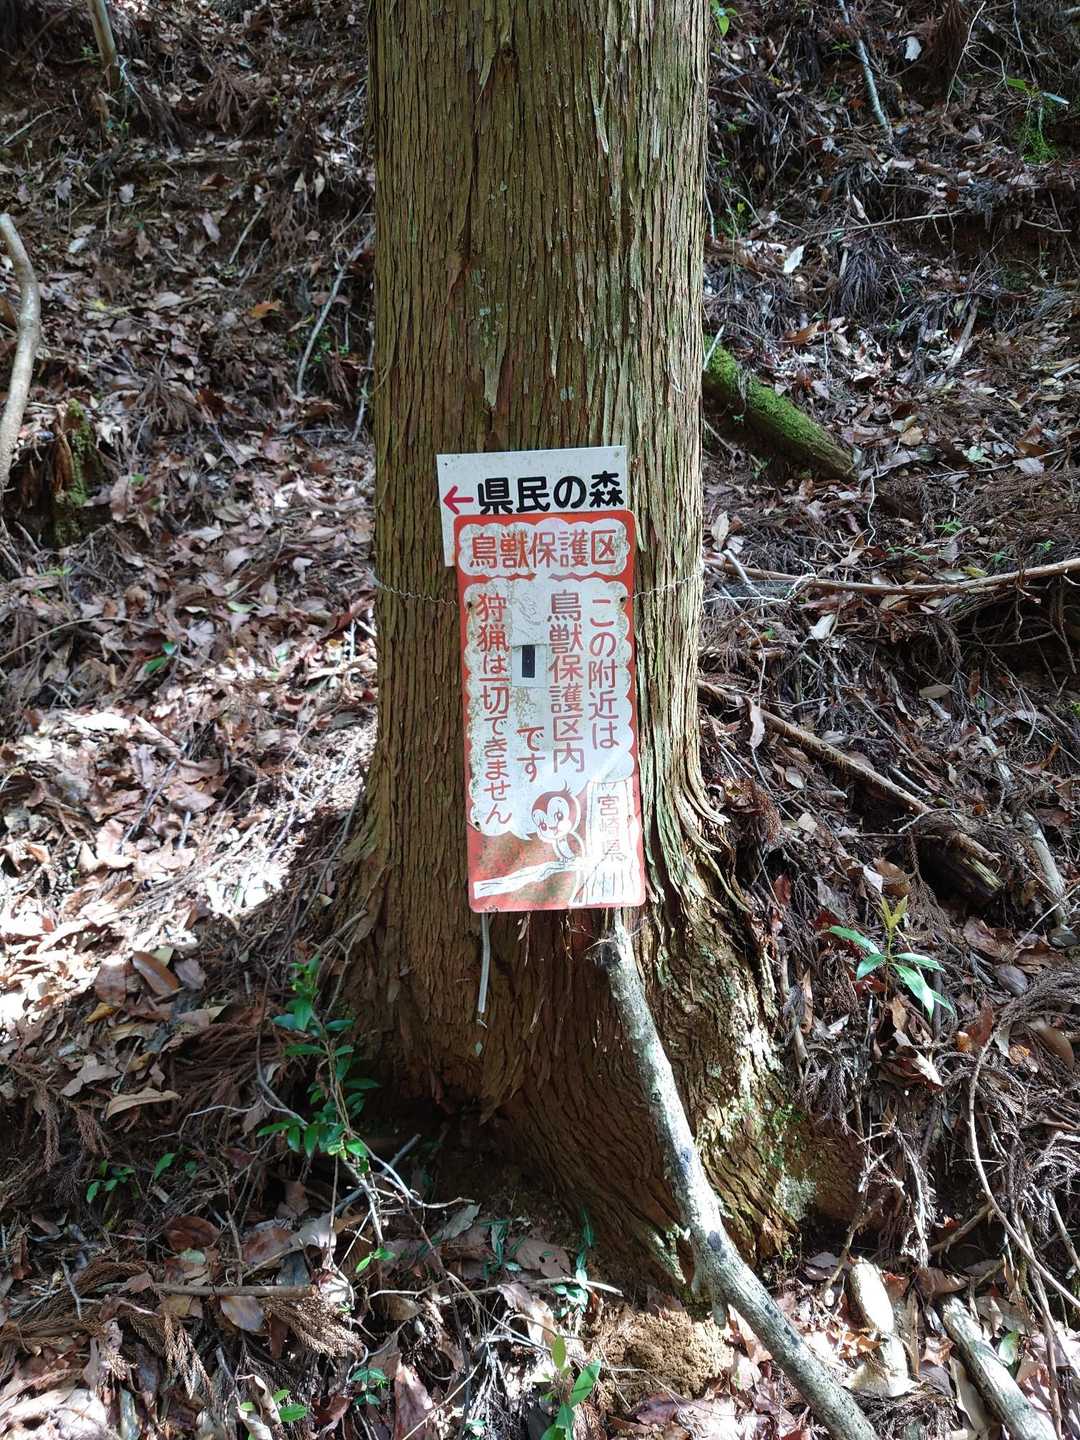 ←県民の森
鳥獣保護区
この附近は
鳥獣保護区内
です
狩猟は一切できません
宮崎県